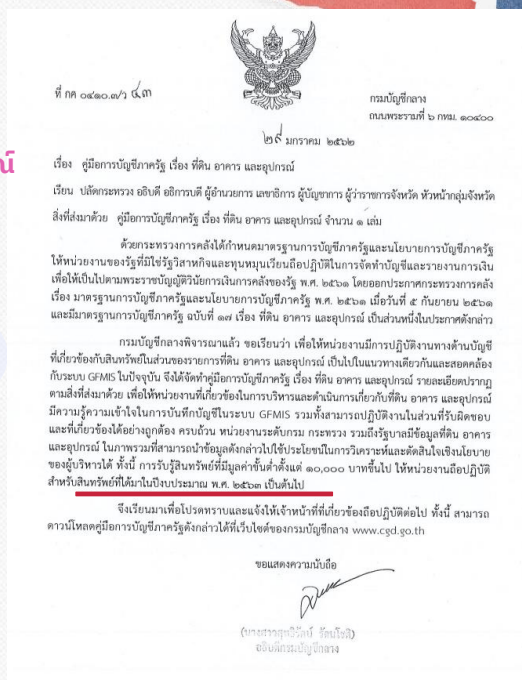 ที่ กค ๐๔๑๐.๓/ว ๔๓
กรมบัญชีกลาง
ถนนพระรามที่ ๖ กทม. ๑๐๔๐๐
๒๙ มกราคม ๒๕๖๒
ณ์
เรื่อง คู่มือการบัญชีภาครัฐ เรื่อง ที่ดิน อาคาร และอุปกรณ์
เรียน ปลัดกระทรวง อธิบดี อธิการบดี ผู้อำนวยการ เลขาธิการ ผู้บัญชาการ ผู้ว่าราชการจังหวัด หัวหน้ากลุ่มจังหวัด
สิ่งที่ส่งมาด้วย คู่มือการบัญชีภาครัฐ เรื่อง ที่ดิน อาคาร และอุปกรณ์ จำนวน ๑ เล่ม
ด้วยกระทรวงการคลังได้กำหนดมาตรฐานการบัญชีภาครัฐและนโยบายการบัญชีภาครัฐ
ให้หน่วยงานของรัฐที่มิใช่รัฐวิสาหกิจและทุนหมุนเวียนถือปฏิบัติในการจัดทำบัญชีและรายงานการเงิน
เพื่อให้เป็นไปตามพระราชบัญญัติวินัยการเงินการคลังของรัฐ พ.ศ. ๒๕๖๑ โดยออกประกาศกระทรวงการคลัง
เรื่อง มาตรฐานการบัญชีภาครัฐและนโยบายการบัญชีภาครัฐ พ.ศ. ๒๕๖๑ เมื่อวันที่ ๕ กันยายน ๒๕๖๑
และมีมาตรฐานการบัญชีภาครัฐ ฉบับที่ ๑๗ เรื่อง ที่ดิน อาคาร และอุปกรณ์ เป็นส่วนหนึ่งในประกาศดังกล่าว
กรมบัญชีกลางพิจารณาแล้ว ขอเรียนว่า เพื่อให้หน่วยงานมีการปฏิบัติงานทางด้านบัญชี
ที่เกี่ยวข้องกับสินทรัพย์ในส่วนของรายการที่ดิน อาคาร และอุปกรณ์ เป็นไปในแนวทางเดียวกันและสอดคล้อง
กับระบบ GFMIS ในปัจจุบัน จึงได้จัดทำคู่มือการบัญชีภาครัฐ เรื่อง ที่ดิน อาคาร และอุปกรณ์ รายละเอียดปรากฏ
ตามสิ่งที่ส่งมาด้วย เพื่อให้หน่วยงานที่เกี่ยวข้องในการบริหารและดำเนินการเกี่ยวกับที่ดิน อาคาร และอุปกรณ์
มีความรู้ความเข้าใจในการบันทึกบัญชีในระบบ GFMIS รวมทั้งสามารถปฏิบัติงานในส่วนที่รับผิดชอบ
และที่เกี่ยวข้องได้อย่างถูกต้อง ครบถ้วน หน่วยงานระดับกรม กระทรวง รวมถึงรัฐบาลมีข้อมูลที่ดิน อาคาร
และอุปกรณ์ ในภาพรวมที่สามารถนำข้อมูลดังกล่าวไปใช้ประโยชน์ในการวิเคราะห์และตัดสินใจเชิงนโยบาย
ของผู้บริหารได้ ทั้งนี้ การรับรู้สินทรัพย์ที่มีมูลค่าขั้นต่ำตั้งแต่ ๑๐,๐๐๐ บาทขึ้นไป ให้หน่วยงานถือปฏิบัติ
สำหรับสินทรัพย์ที่ได้มาในปีงบประมาณ พ.ศ. ๒๕๖๓ เป็นต้นไป
จึงเรียนมาเพื่อโปรดทราบและแจ้งให้เจ้าหน้าที่ที่เกี่ยวข้องถือปฏิบัติต่อไป ทั้งนี้ สามารถ
ดาวน์โหลดคู่มือการบัญชีภาครัฐดังกล่าวได้ที่เว็บไซต์ของกรมบัญชีกลาง www.cgd.go.th
ขอแสดงความนับถือ
(นางสาวสุทธิรัตน์ รัตนโชติ)
อธิบดีกรมบัญชีกลาง